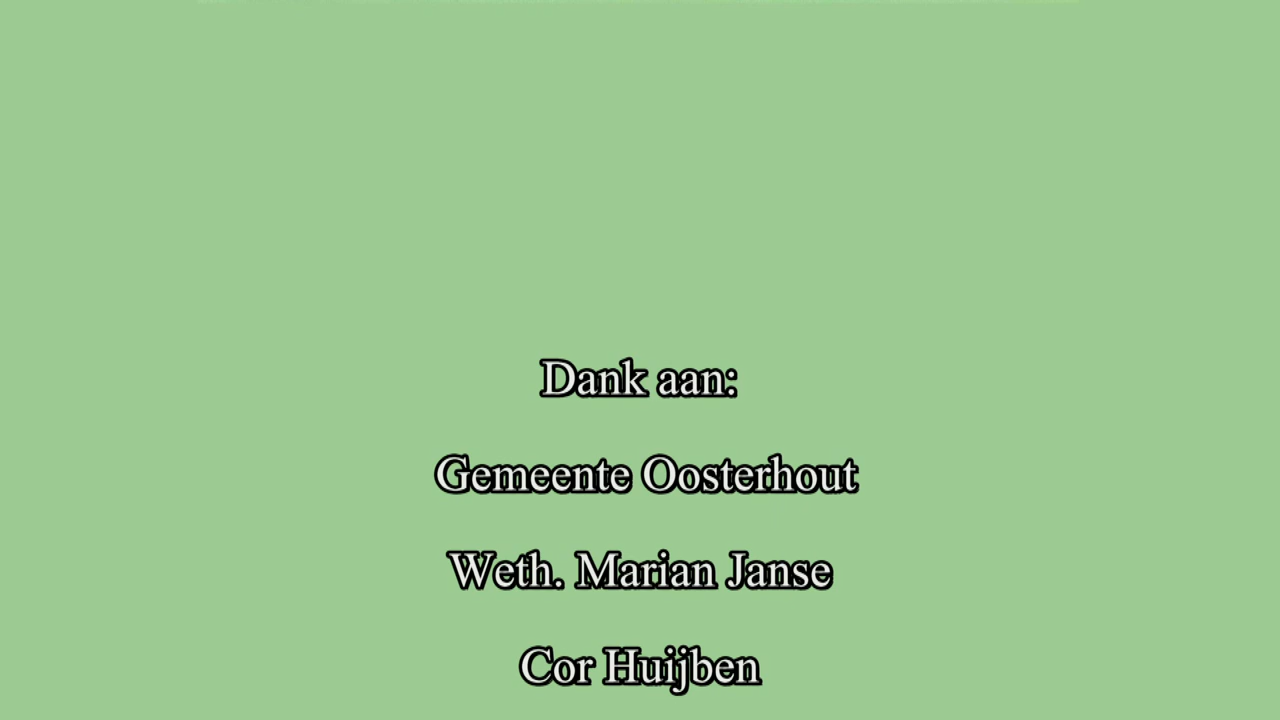 Dank aan:
Gemeente Oosterhout
Weth. Marian Janse
Cor Huijben